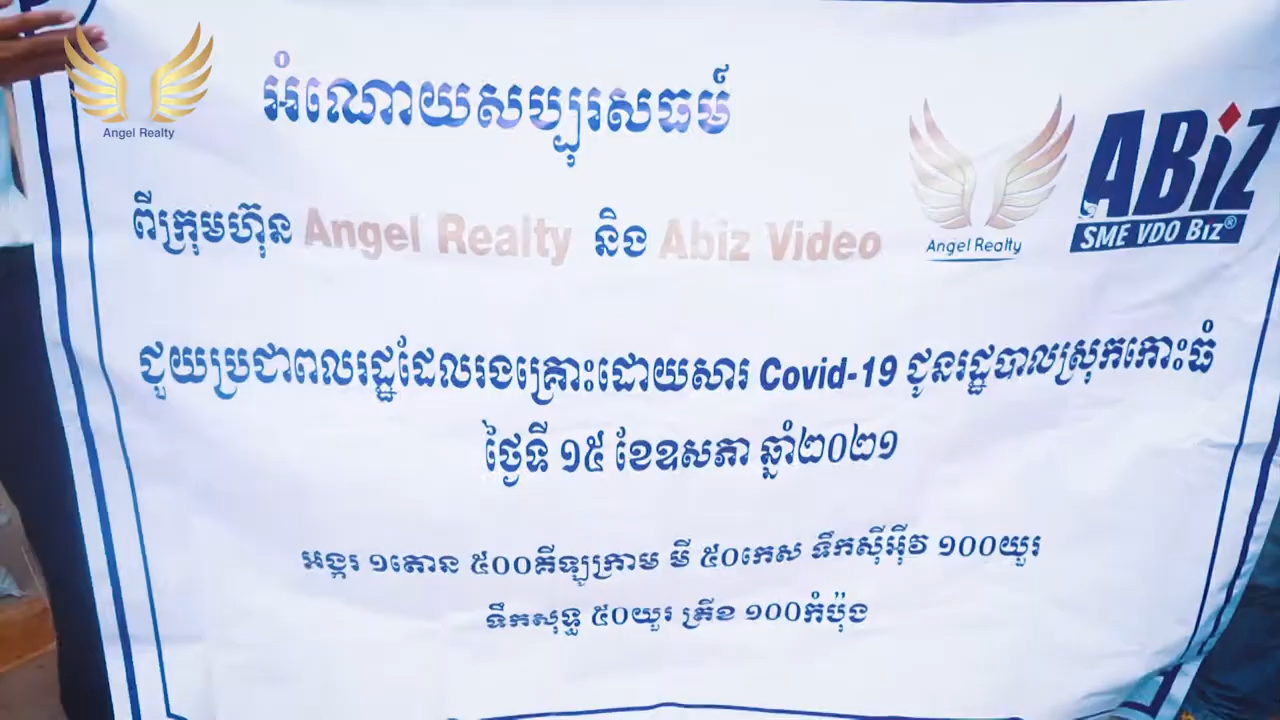 Angel Realty
អំណោយសប្បុរសធម៌
ពីក្រុមហ៊ុន Angel Realty និង Abiz Video
Angel Realty
ABiZ
SME VDO Biz®
ជួយប្រជាពលរដ្ឋដែលរងគ្រោះដោយសារ Covid-19 ជូនរដ្ឋបាលស្រុកកោះធំ
ថ្ងៃទី ១៥ ខែឧសភា ឆ្នាំ២០២១
អង្ករ ១តោន ៥០០គីឡូក្រាម មី ៥០កេស ទឹកស៊ីអ៊ីវ ១០០យួរ
ទឹកសុទ្ធ ៥០យួរ ត្រីខ ១០០កំប៉ុង